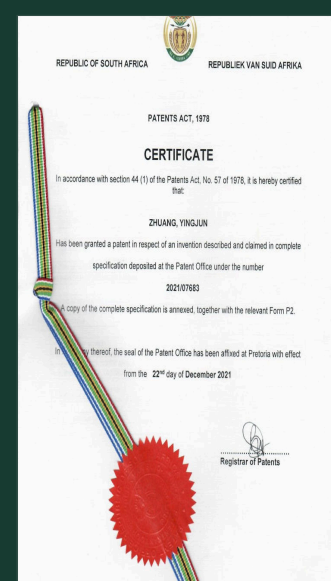 REPUBLIC OF SOUTH AFRICA
REPUBLIEK VAN SUID AFRIKA
PATENTS ACT, 1978
CERTIFICATE
In accordance with section 44 (1) of the Patents Act, No. 57 of 1978, it is hereby certified
that:
ZHUANG, YINGJUN
Has been granted a patent in respect of an invention described and claimed in complete
specification deposited at the Patent Office under the number
2021/07683
A copy of the complete specification is annexed, together with the relevant Form P2.
In thereof, the seal of the Patent Office has been affixed at Pretoria with effect
from the 22nd day of December 2021
Registrar of Patents